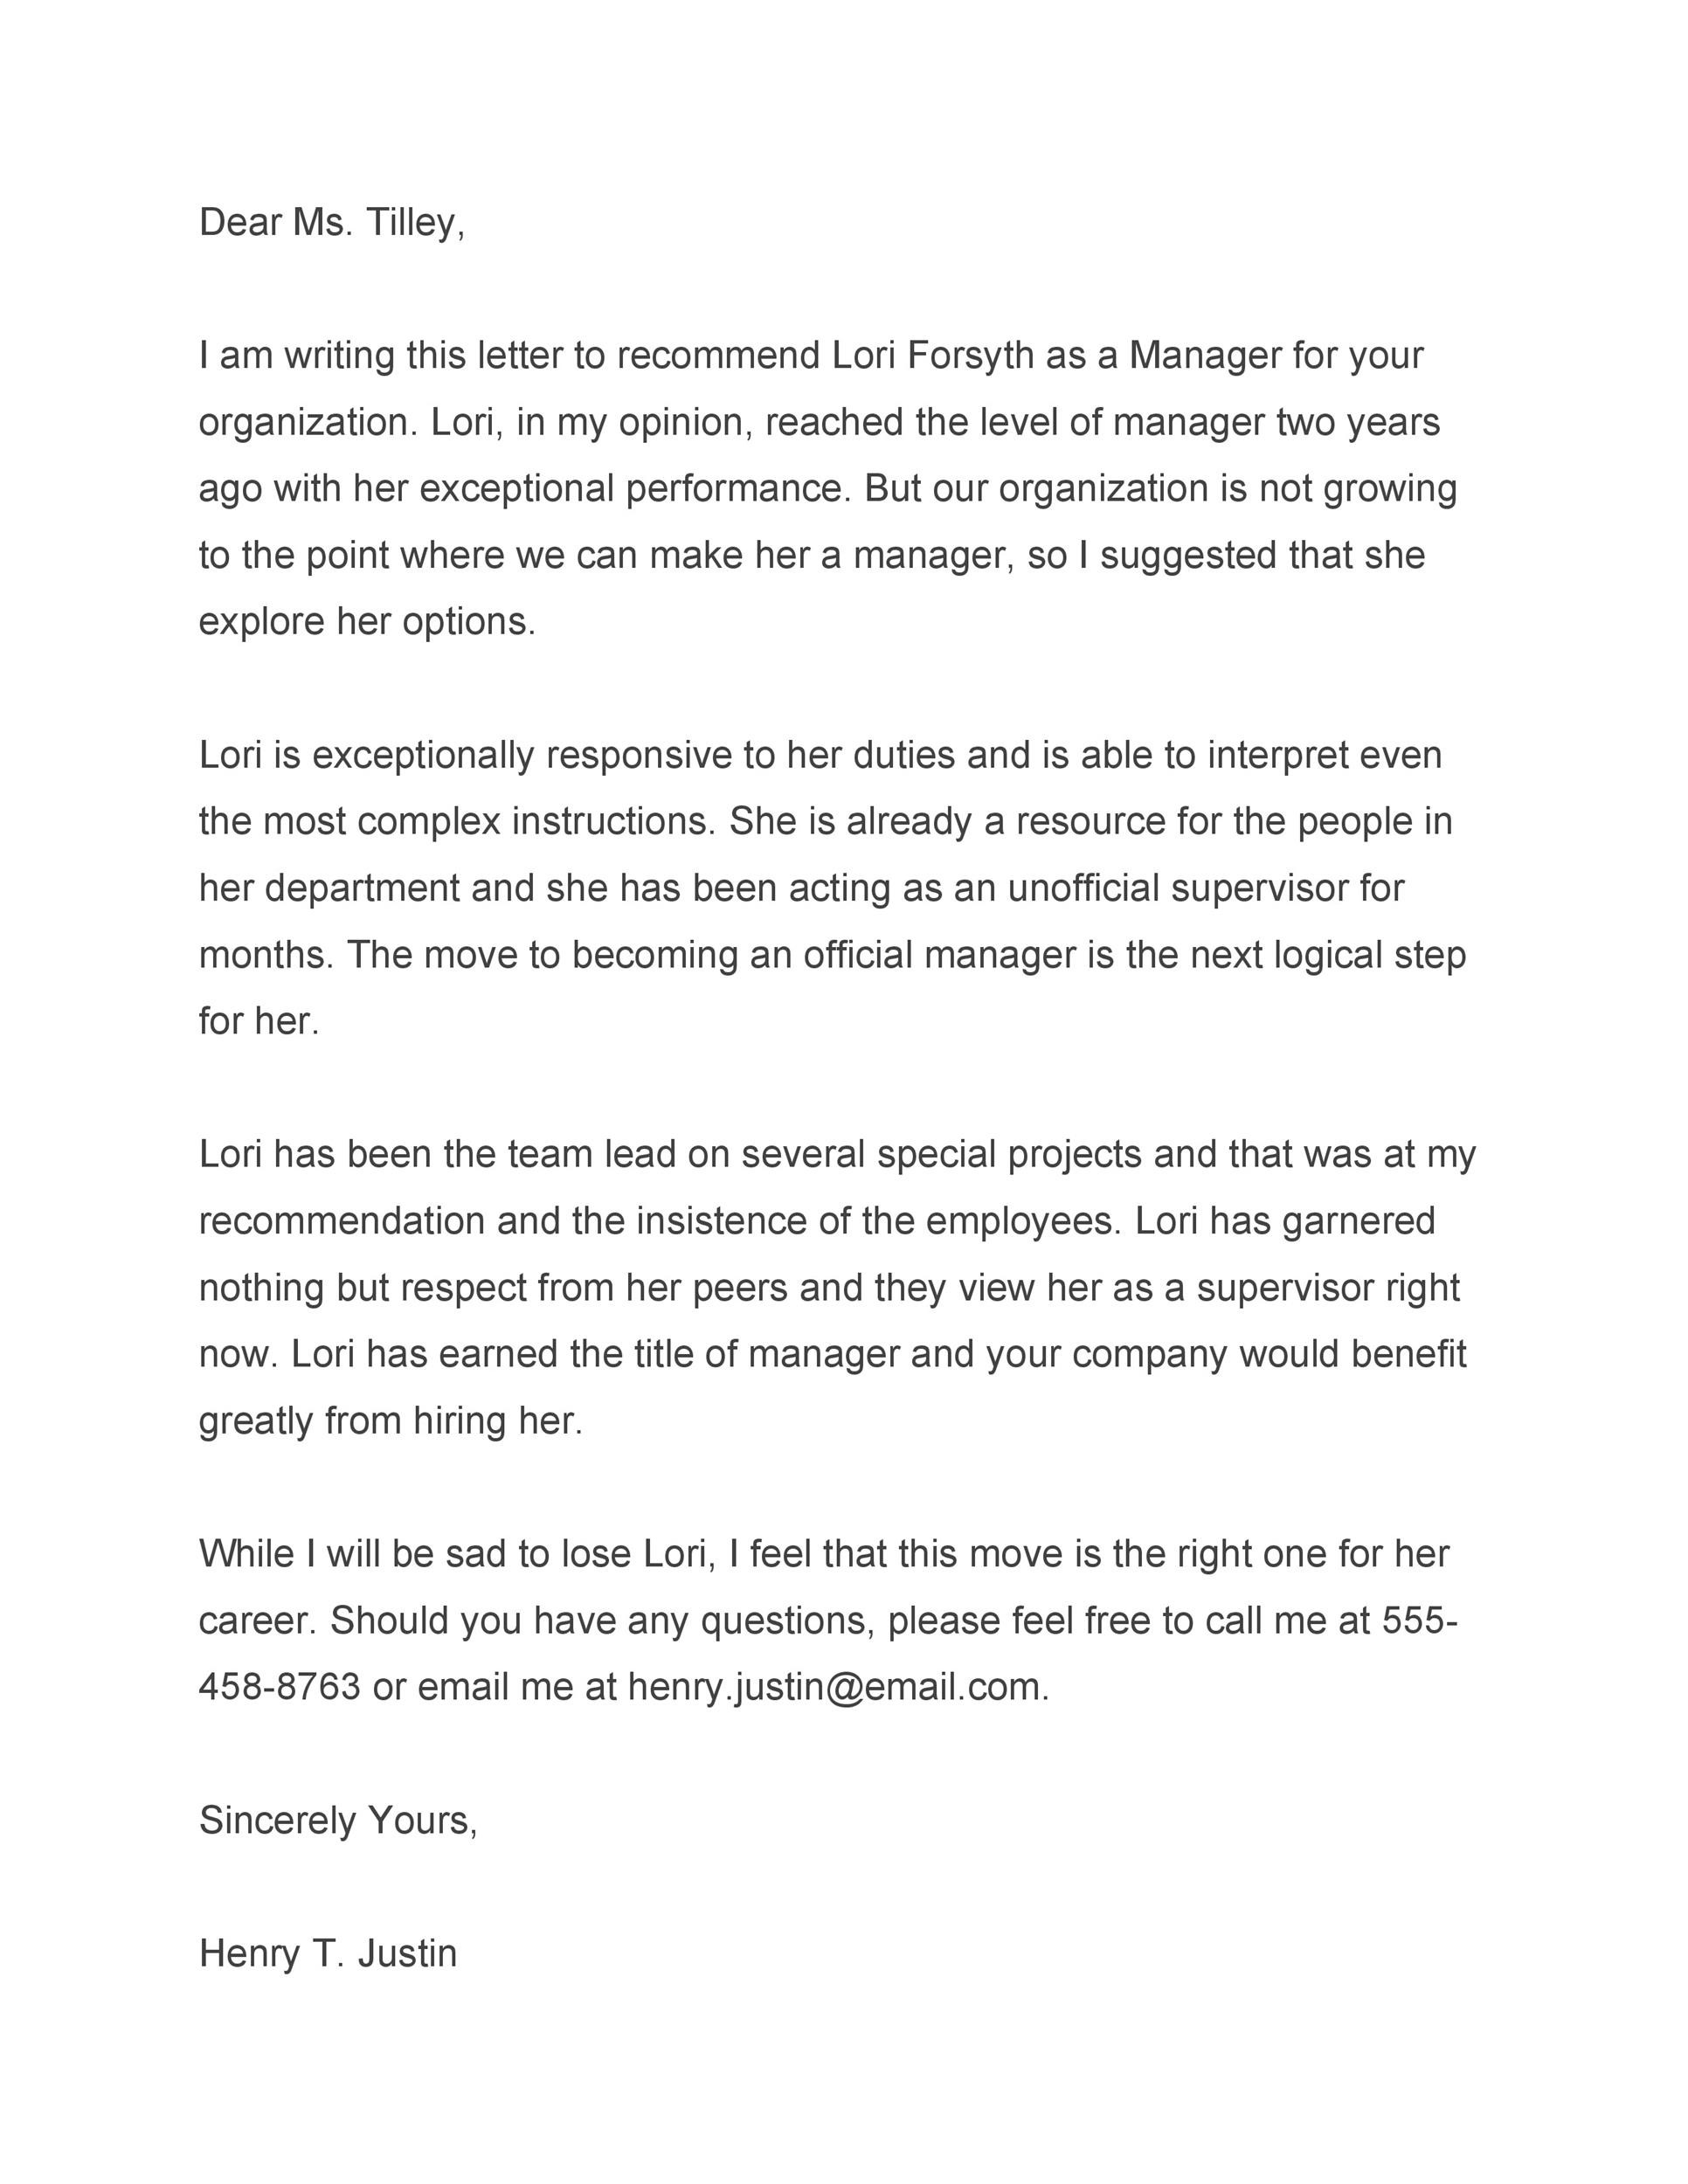 Dear Ms. Tilley,
I am writing this letter to recommend Lori Forsyth as a Manager for your
organization. Lori, in my opinion, reached the level of manager two years
ago with her exceptional performance. But our organization is not growing
to the point where we can make her a manager, so I suggested that she
explore her options.
Lori is exceptionally responsive to her duties and is able to interpret even
the most complex instructions. She is already a resource for the people in
her department and she has been acting as an unofficial supervisor for
months. The move to becoming an official manager is the next logical step
for her.
Lori has been the team lead on several special projects and that was at my
recommendation and the insistence of the employees. Lori has garnered
nothing but respect from her peers and they view her as a supervisor right
now. Lori has earned the title of manager and your company would benefit
greatly from hiring her.
While I will be sad to lose Lori, I feel that this move is the right one for her
career. Should you have any questions, please feel free to call me at 555-
458-8763 or email me at henry.justin@email.com.
Sincerely Yours,
Henry T. Justin